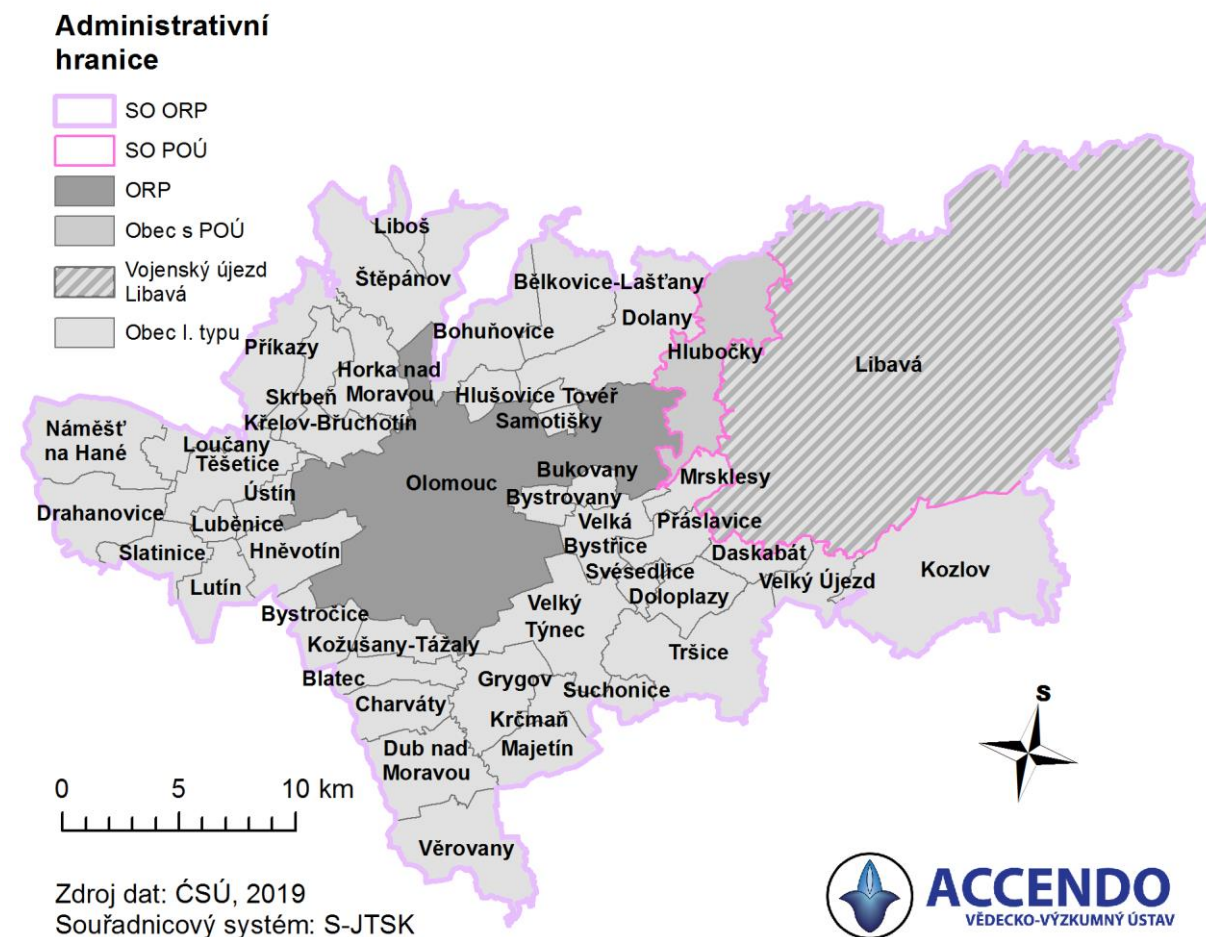 Administrativní
hranice
SO ORP
SO POÚ
ORP
Obec s POÚ
Vojenský újezd
Libavá
Obec I. typu
Liboš
Štěpánov
Bělkovice-Lašťany
Dolany
Bohuňovice
Příkazy
Horka nad
Moravou
Hlubočky
Libavá
Skrbeň
Hlušovice
Tovéř
Křelov-Břuchotín
Samotišky
Náměšť
na Hané
Loučany
Těšetice
Olomouc
Bukovany
Mrsklesy
Ústín
Bystrovany
Drahanovice
Luběnice
Velká
Bystřice
Přáslavice
Slatinice
Hněvotín
Daskabát
Svésedlice
Velký Újezd
Kozlov
Lutín
Doloplazy
Bystročice
Velký
Týnec
Kožušany-Tážaly
Tršice
Blatec
Grygov
Suchonice
Charváty
Krčmaň
Dub nad
Moravou
Majetín
Věrovany
S
0 5 10 km
Zdroj dat: ĆSÚ, 2019
Souřadnicový systém: S-JTSK
ACCENDO
VĚDECKO-VÝZKUMNÝ ÚSTAV